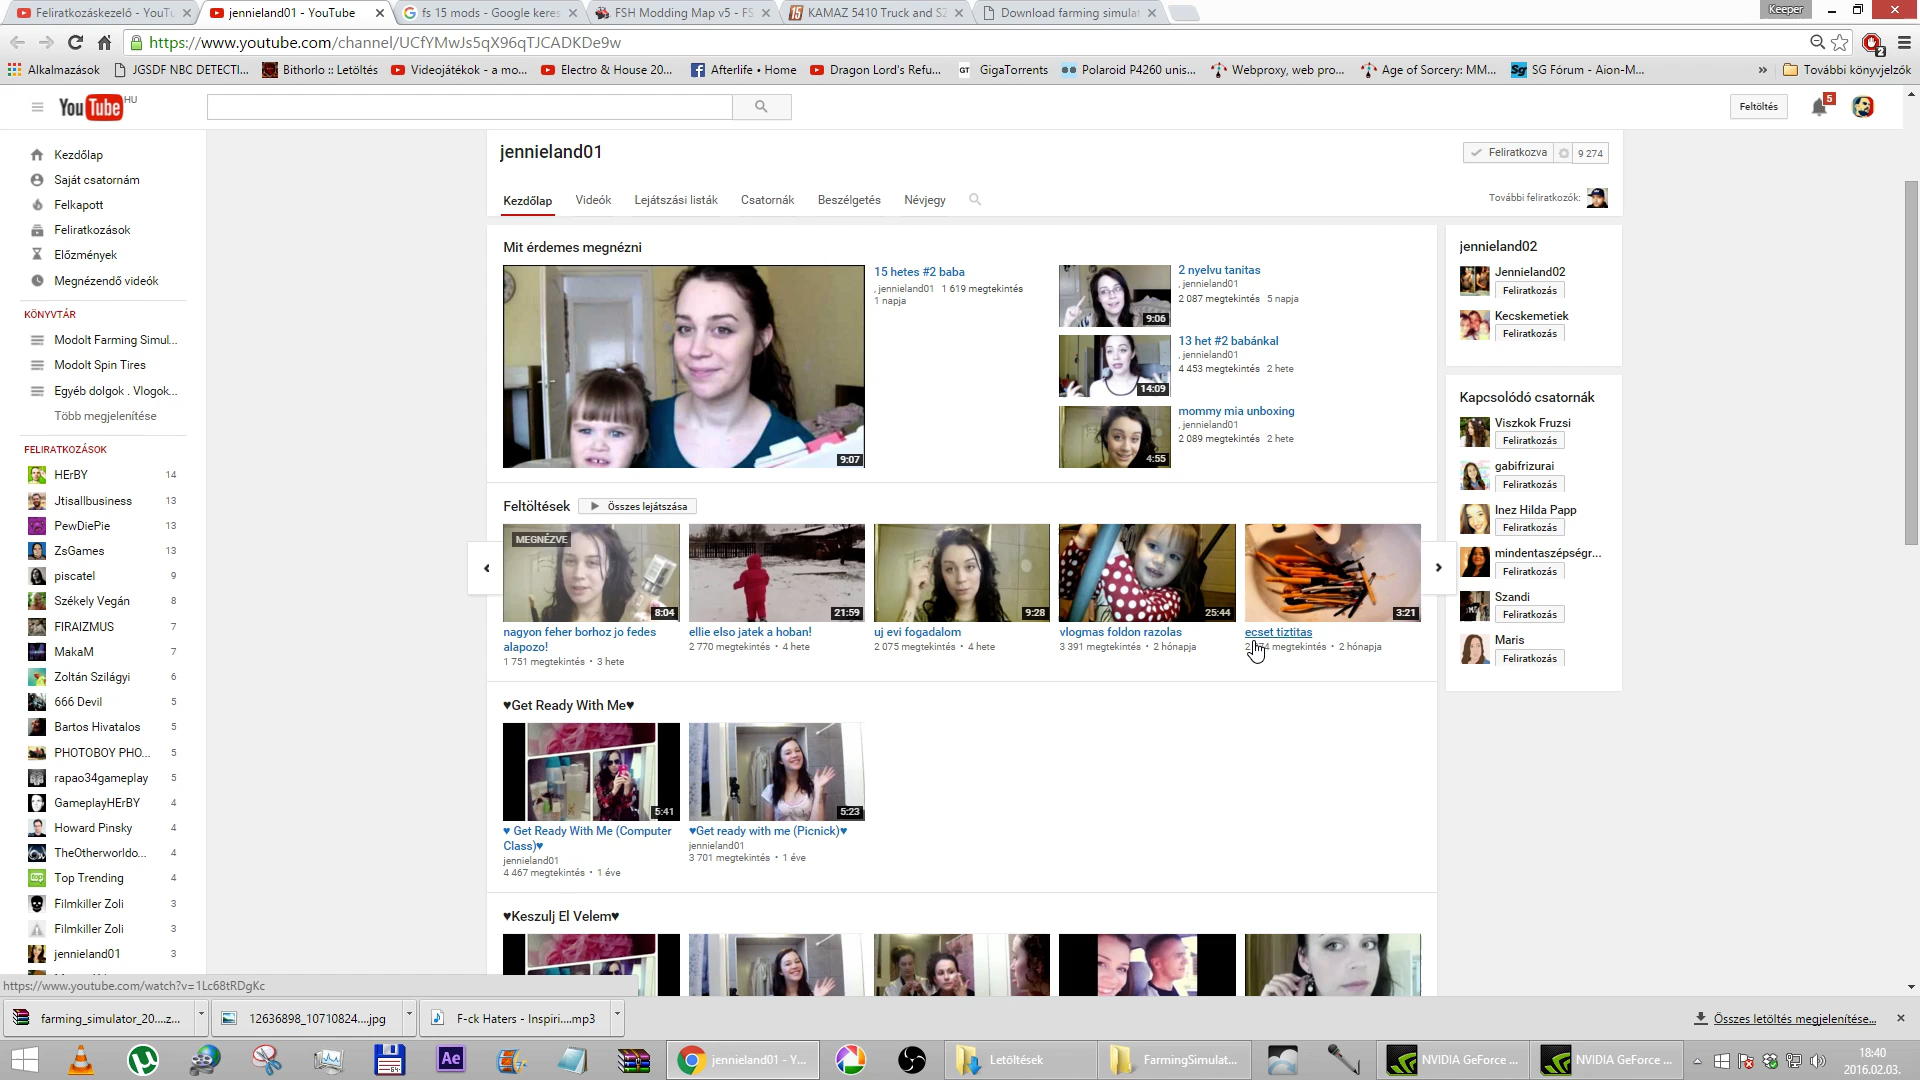 Feliratkozáskezelő - YouTu
jennieland01 - YouTube
fs 15 mods - Google keres
FSH Modding Map v5 - FS
KAMAZ 5410 Truck and SZ
Download farming simulat
Keeper
https://www.youtube.com/channel/UCfYMwJs5qX96qTJCADKDe9w
2
Alkalmazások
JGSDF NBC DETECTI...
Bithorlo :: Letöltés
Videojátékok - a mo...
Electro & House 20...
Afterlife • Home
Dragon Lord's Refu...
GT GigaTorrents
Polaroid P4260 unis...
Webproxy, web pro...
Age of Sorcery: MM...
Sg SG Fórum - Aion-M...
»
További könyvjelzők
YouTube HU
Feltöltés
5
Kezdőlap
Saját csatornám
Felkapott
Feliratkozások
Előzmények
Megnézendő videók
KÖNYVTÁR
Modolt Farming Simul...
Modolt Spin Tires
Egyéb dolgok . Vlogok...
Több megjelenítése
FELIRATKOZÁSOK
HErBY 14
Jtisallbusiness 13
PewDiePie 13
ZsGames 13
piscatel 9
Székely Vegán 8
FIRAIZMUS 7
MakaM 7
Zoltán Szilágyi 6
666 Devil 5
Bartos Hivatalos 5
PHOTOBOY PHO... 5
rapao34gameplay 5
GameplayHErBY 4
Howard Pinsky 4
TheOtherworldo... 4
Top Trending 4
Filmkiller Zoli 3
Filmkiller Zoli 3
jennieland01 3
jennieland01
Feliratkozva 9 274
Kezdőlap Videók Lejátszási listák Csatornák Beszélgetés Névjegy
További feliratkozók:
Mit érdemes megnézni
9:07
15 hetes #2 baba
, jennieland01 1 619 megtekintés
1 napja
9:06
2 nyelvu tanitas
, jennieland01
2 087 megtekintés 5 napja
14:09
13 het #2 babánkal
, jennieland01
4 453 megtekintés 2 hete
4:55
mommy mia unboxing
, jennieland01
2 089 megtekintés 2 hete
Feltöltések
Összes lejátszása
MEGNÉZVE
8:04
nagyon feher borhoz jo fedes
alapozo!
1 751 megtekintés • 3 hete
21:59
ellie elso jatek a hoban!
2 770 megtekintés • 4 hete
9:28
uj evi fogadalom
2 075 megtekintés • 4 hete
25:44
vlogmas foldon razolas
3 391 megtekintés • 2 hónapja
3:21
ecset tiztitas
megtekintés • 2 hónapja
♥Get Ready With Me♥
5:41
♥ Get Ready With Me (Computer
Class)♥
jennieland01
4 467 megtekintés • 1 éve
5:23
♥Get ready with me (Picnick)♥
jennieland01
3 701 megtekintés • 1 éve
♥Keszulj El Velem♥
jennieland02
Jennieland02
Feliratkozás
Kecskemetiek
Feliratkozás
Kapcsolódó csatornák
Viszkok Fruzsi
Feliratkozás
gabifrizurai
Feliratkozás
Inez Hilda Papp
Feliratkozás
mindentaszépségr...
Feliratkozás
Szandi
Feliratkozás
Maris
Feliratkozás
https://www.youtube.com/watch?v=1Lc68tRDgKc
farming_simulator_20....z...
12636898_10710824....jpg
F-ck Haters - Inspiri....mp3
Összes letöltés megjelenítése...
Ae
jennieland01 - Y...
Letöltések
FarmingSimulat...
NVIDIA GeForce ...
NVIDIA GeForce ...
18:40
2016.02.03.